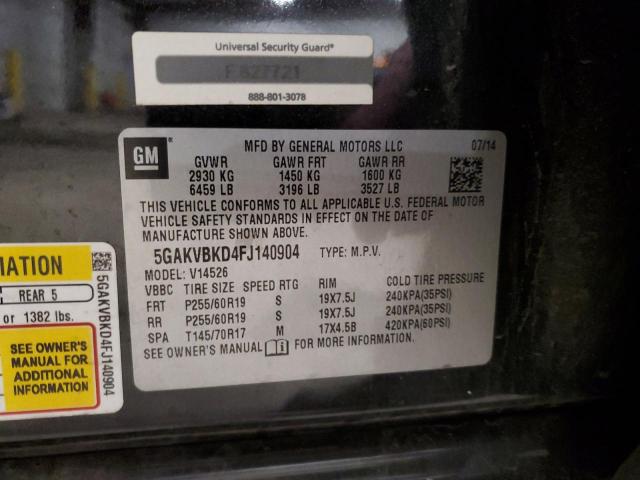 Universal Security Guard®
F 827721
888-801-3078
GM®
MFD BY GENERAL MOTORS LLC
07/14
GVWR GAWR FRT GAWR RR
2930 KG 1450 KG 1600 KG
6459 LB 3196 LB 3527 LB
THIS VEHICLE CONFORMS TO ALL APPLICABLE U.S. FEDERAL MOTOR
VEHICLE SAFETY STANDARDS IN EFFECT ON THE DATE OF
MANUFACTURE SHOWN ABOVE.
5GAKVBKD4FJ140904 TYPE: M.P.V.
MODEL: V14526
VBBC TIRE SIZE SPEED RTG RIM COLD TIRE PRESSURE
FRT P255/60R19 S 19X7.5J 240KPA(35PSI)
RR P255/60R19 S 19X7.5J 240KPA(35PSI)
SPA T145/70R17 M 17X4.5B 420KPA(60PSI)
SEE OWNER'S MANUAL FOR MORE INFORMATION
REAR 5
or 1382 lbs.
SEE OWNER'S
MANUAL FOR
ADDITIONAL
INFORMATION
5GAKVBKD4FJ140904